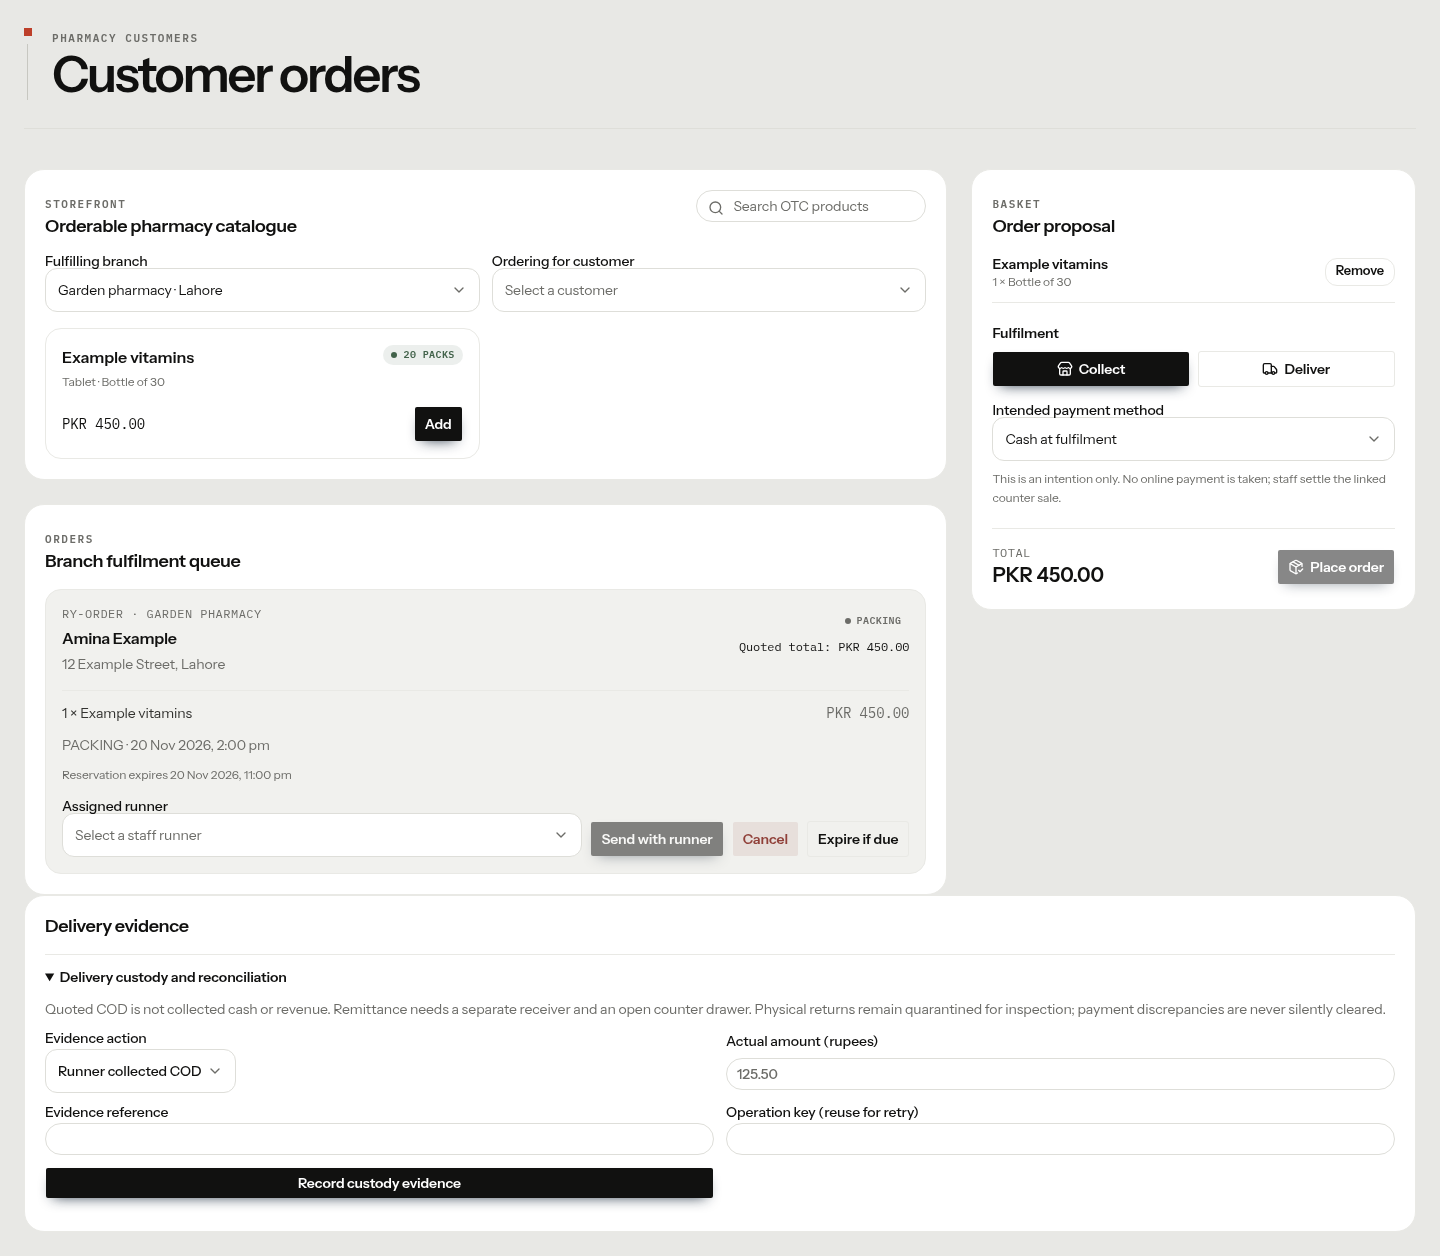 PHARMACY CUSTOMERS
Customer orders
STOREFRONT
Orderable pharmacy catalogue
Search OTC products
Fulfilling branch
Garden pharmacy · Lahore
Ordering for customer
Select a customer
Example vitamins
20 PACKS
Tablet · Bottle of 30
PKR 450.00
Add
BASKET
Order proposal
Example vitamins
1 × Bottle of 30
Remove
Fulfilment
Collect
Deliver
Intended payment method
Cash at fulfilment
This is an intention only. No online payment is taken; staff settle the linked
counter sale.
TOTAL
PKR 450.00
Place order
ORDERS
Branch fulfilment queue
RY-ORDER · GARDEN PHARMACY
Amina Example
12 Example Street, Lahore
PACKING
Quoted total: PKR 450.00
1 × Example vitamins
PKR 450.00
PACKING · 20 Nov 2026, 2:00 pm
Reservation expires 20 Nov 2026, 11:00 pm
Assigned runner
Select a staff runner
Send with runner
Cancel
Expire if due
Delivery evidence
Delivery custody and reconciliation
Quoted COD is not collected cash or revenue. Remittance needs a separate receiver and an open counter drawer. Physical returns remain quarantined for inspection; payment discrepancies are never silently cleared.
Evidence action
Runner collected COD
Actual amount (rupees)
125.50
Evidence reference
Operation key (reuse for retry)
Record custody evidence